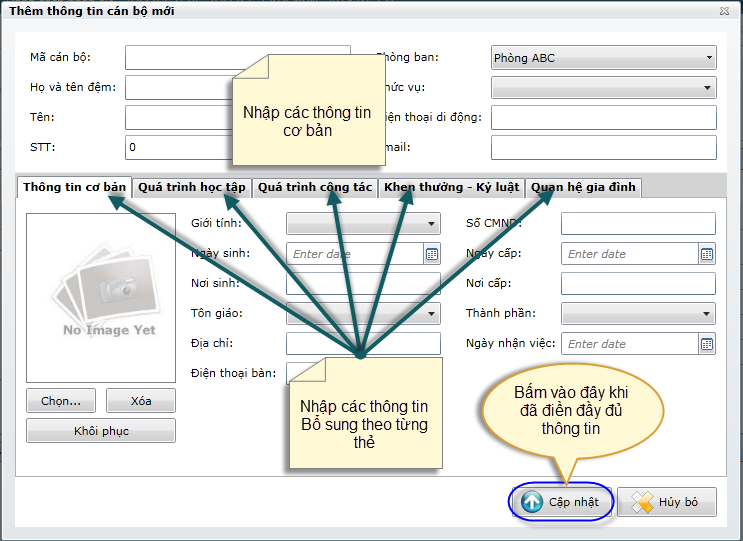 Thêm thông tin cán bộ mới
Mã cán bộ:
Phòng ban:
Phòng ABC
Họ và tên đệm:
hức vụ:
Tên:
iện thoại di động:
STT:
0
mail:
Nhập các thông tin
cơ bản
Thông tin cơ bản
Quá trình học tập
Quá trình công tác
Khen thưởng - Kỷ luật
Quan hệ gia đình
No Image Yet
Chọn...
Xóa
Khôi phục
Giới tính:
Số CMND:
Ngày sinh:
Enter date
Ngày cấp:
Enter date
Nơi sinh:
Nơi cấp:
Tôn giáo:
Thành phần:
Địa chỉ:
Ngày nhận việc:
Enter date
Điện thoại bàn:
Nhập các thông tin
Bổ sung theo từng
thẻ
Bấm vào đây khi
đã điền đầy đủ
thông tin
Cập nhật
Hủy bỏ